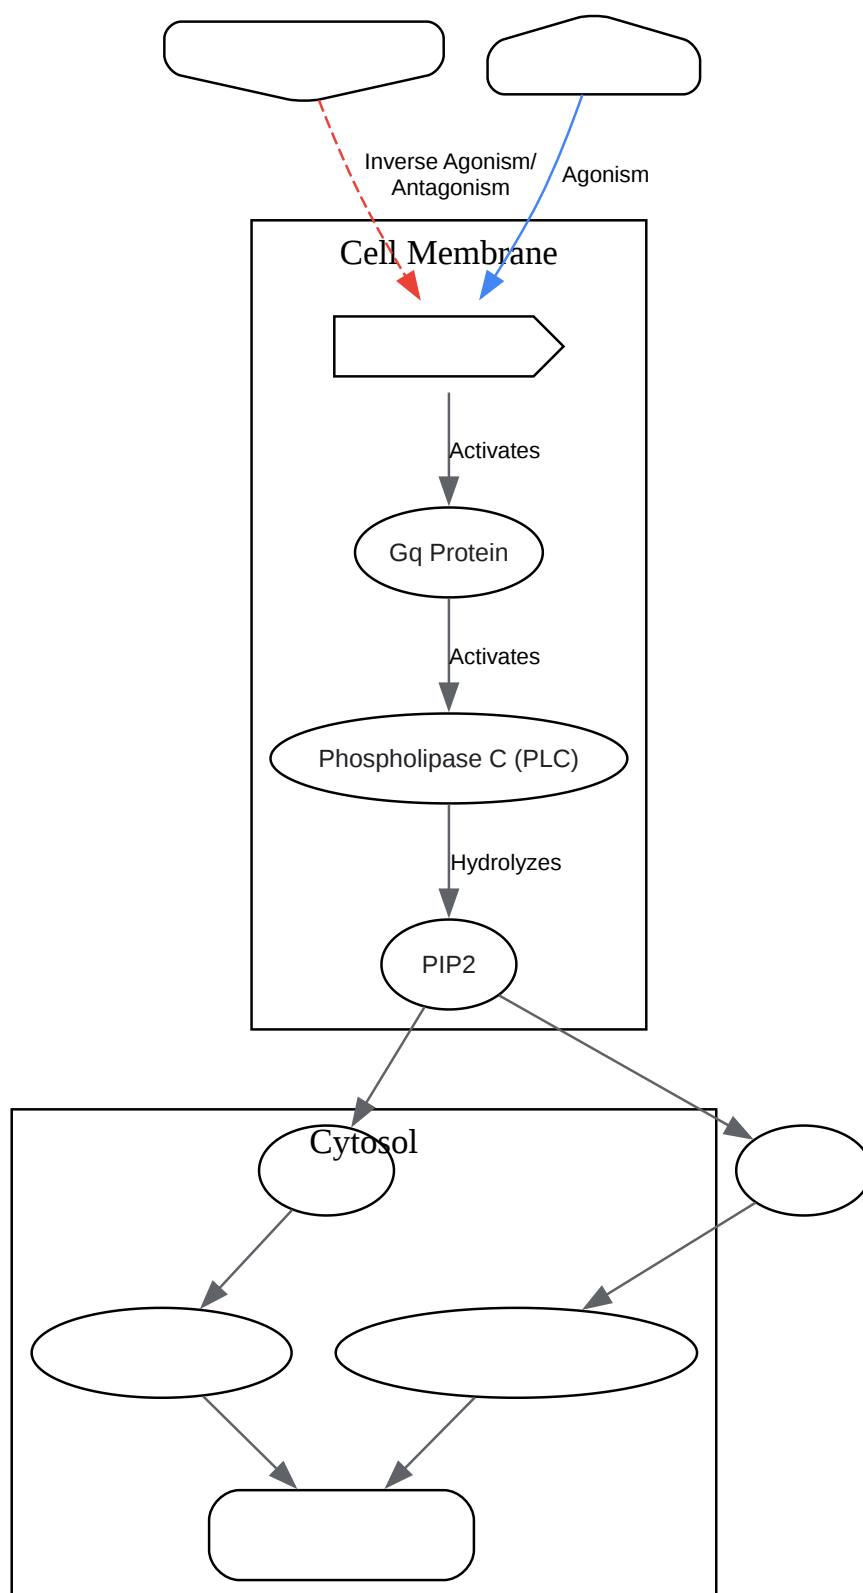 Inverse Agonism/
Antagonism
Agonism
Cell Membrane
Activates
Gq Protein
Activates
Phospholipase C (PLC)
Hydrolyzes
PIP2
Cytosol